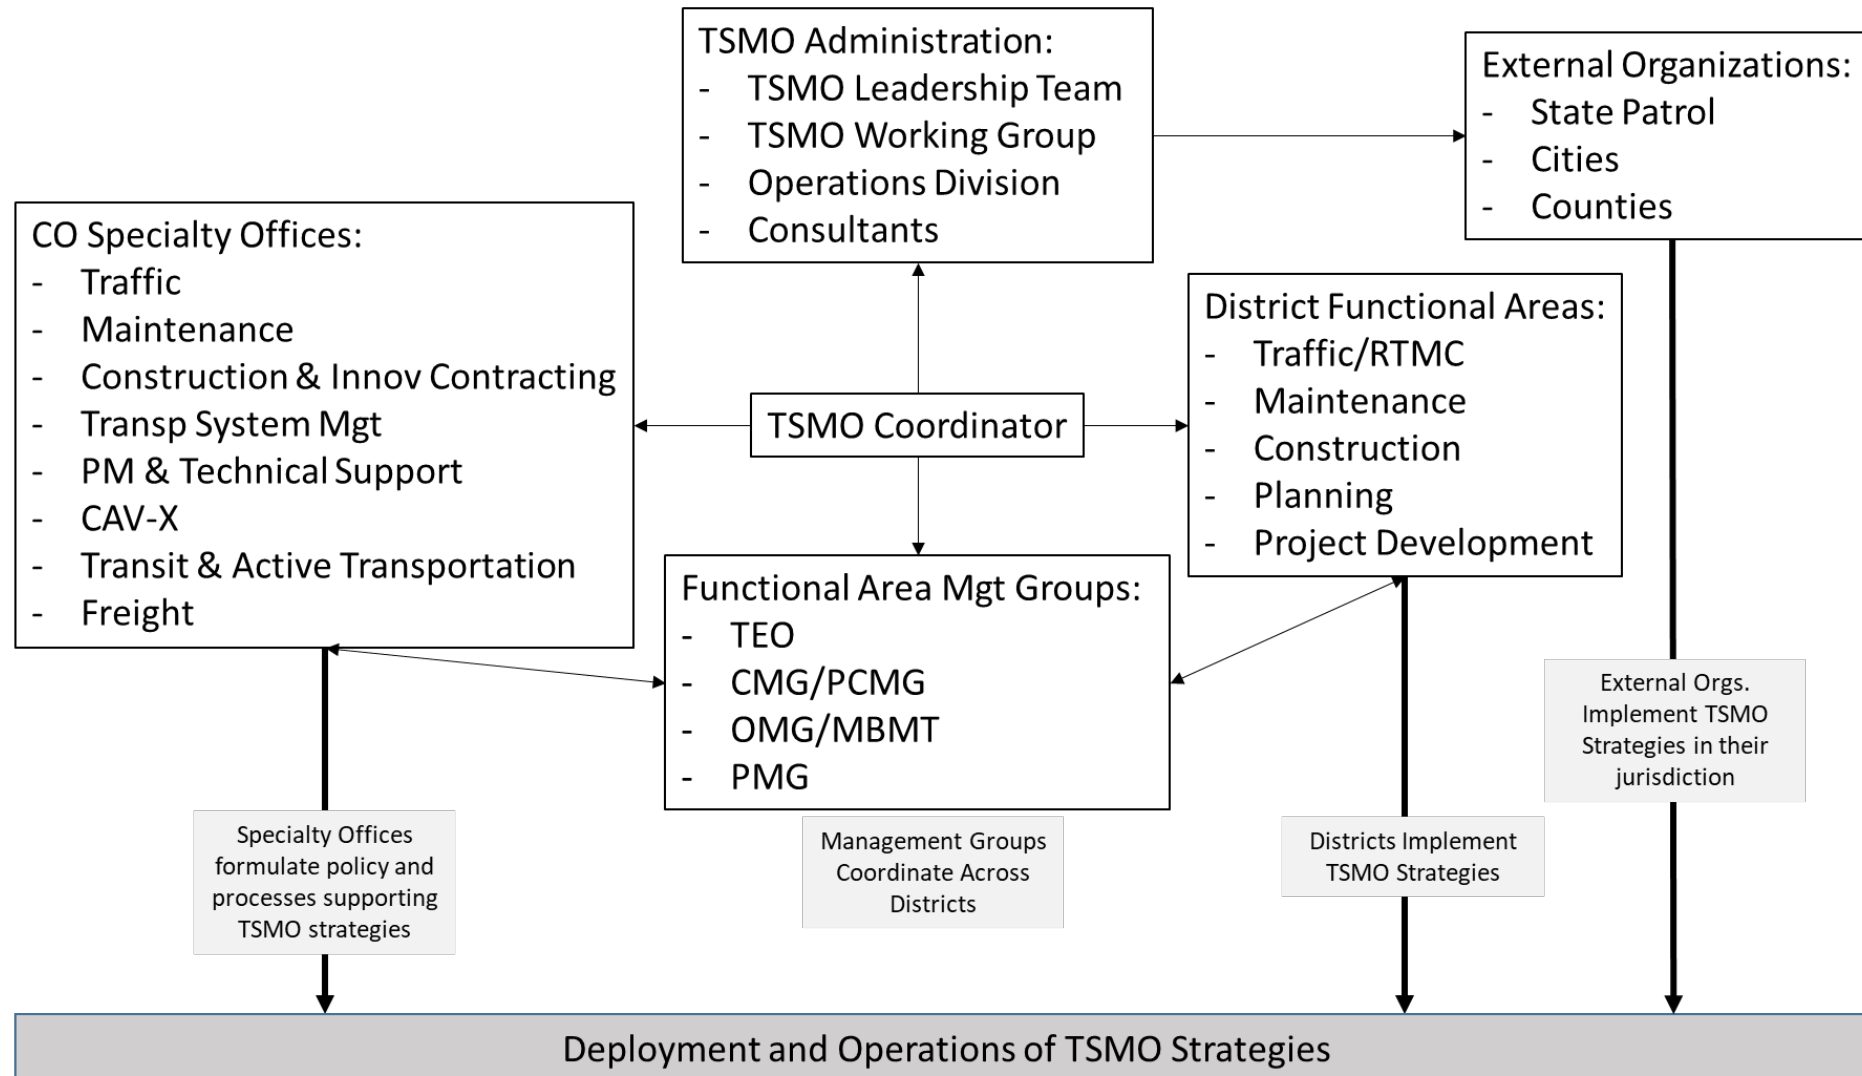 TSMO Administration:
- TSMO Leadership Team
- TSMO Working Group
- Operations Division
- Consultants
External Organizations:
- State Patrol
- Cities
- Counties
CO Specialty Offices:
- Traffic
- Maintenance
- Construction & Innov Contracting
- Transp System Mgt
- PM & Technical Support
- CAV-X
- Transit & Active Transportation
- Freight
TSMO Coordinator
District Functional Areas:
- Traffic/RTMC
- Maintenance
- Construction
- Planning
- Project Development
Functional Area Mgt Groups:
- TEO
- CMG/PCMG
- OMG/MBMT
- PMG
External Orgs.
Implement TSMO
Strategies in their
jurisdiction
Specialty Offices
formulate policy and
processes supporting
TSMO strategies
Management Groups
Coordinate Across
Districts
Districts Implement
TSMO Strategies
Deployment and Operations of TSMO Strategies